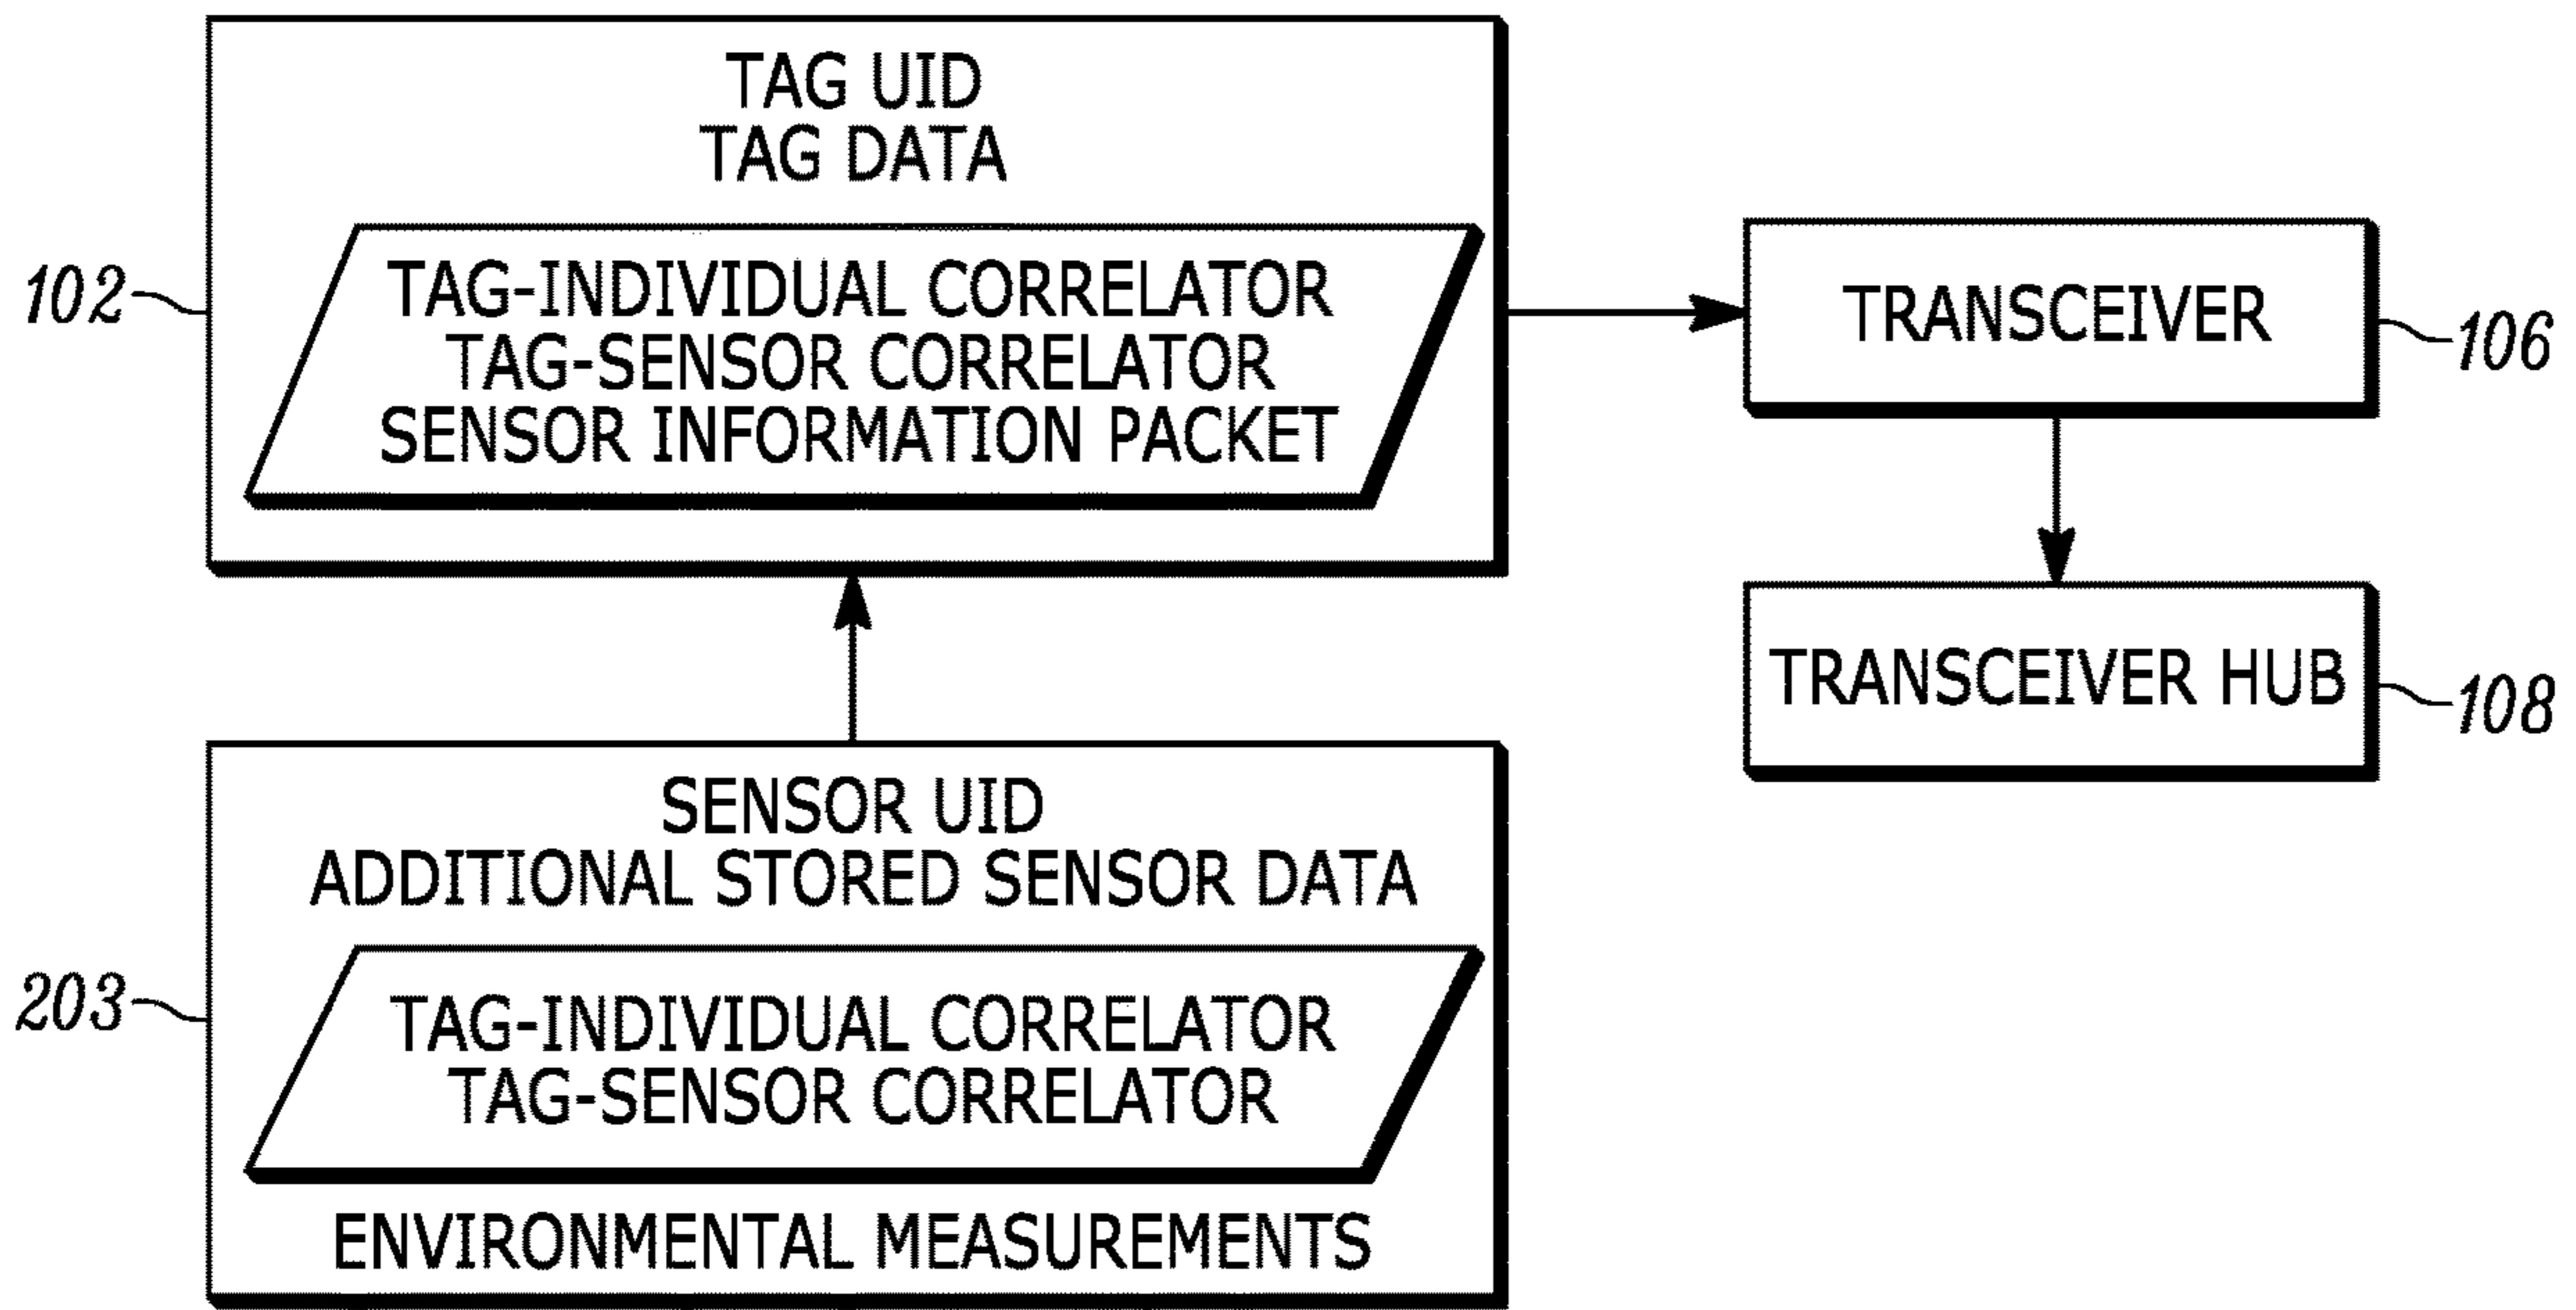 TAG UID
TAG DATA
TAG-INDIVIDUAL CORRELATOR
TAG-SENSOR CORRELATOR
SENSOR INFORMATION PACKET
102
TRANSCEIVER
106
TRANSCEIVER HUB
108
SENSOR UID
ADDITIONAL STORED SENSOR DATA
TAG-INDIVIDUAL CORRELATOR
TAG-SENSOR CORRELATOR
ENVIRONMENTAL MEASUREMENTS
203